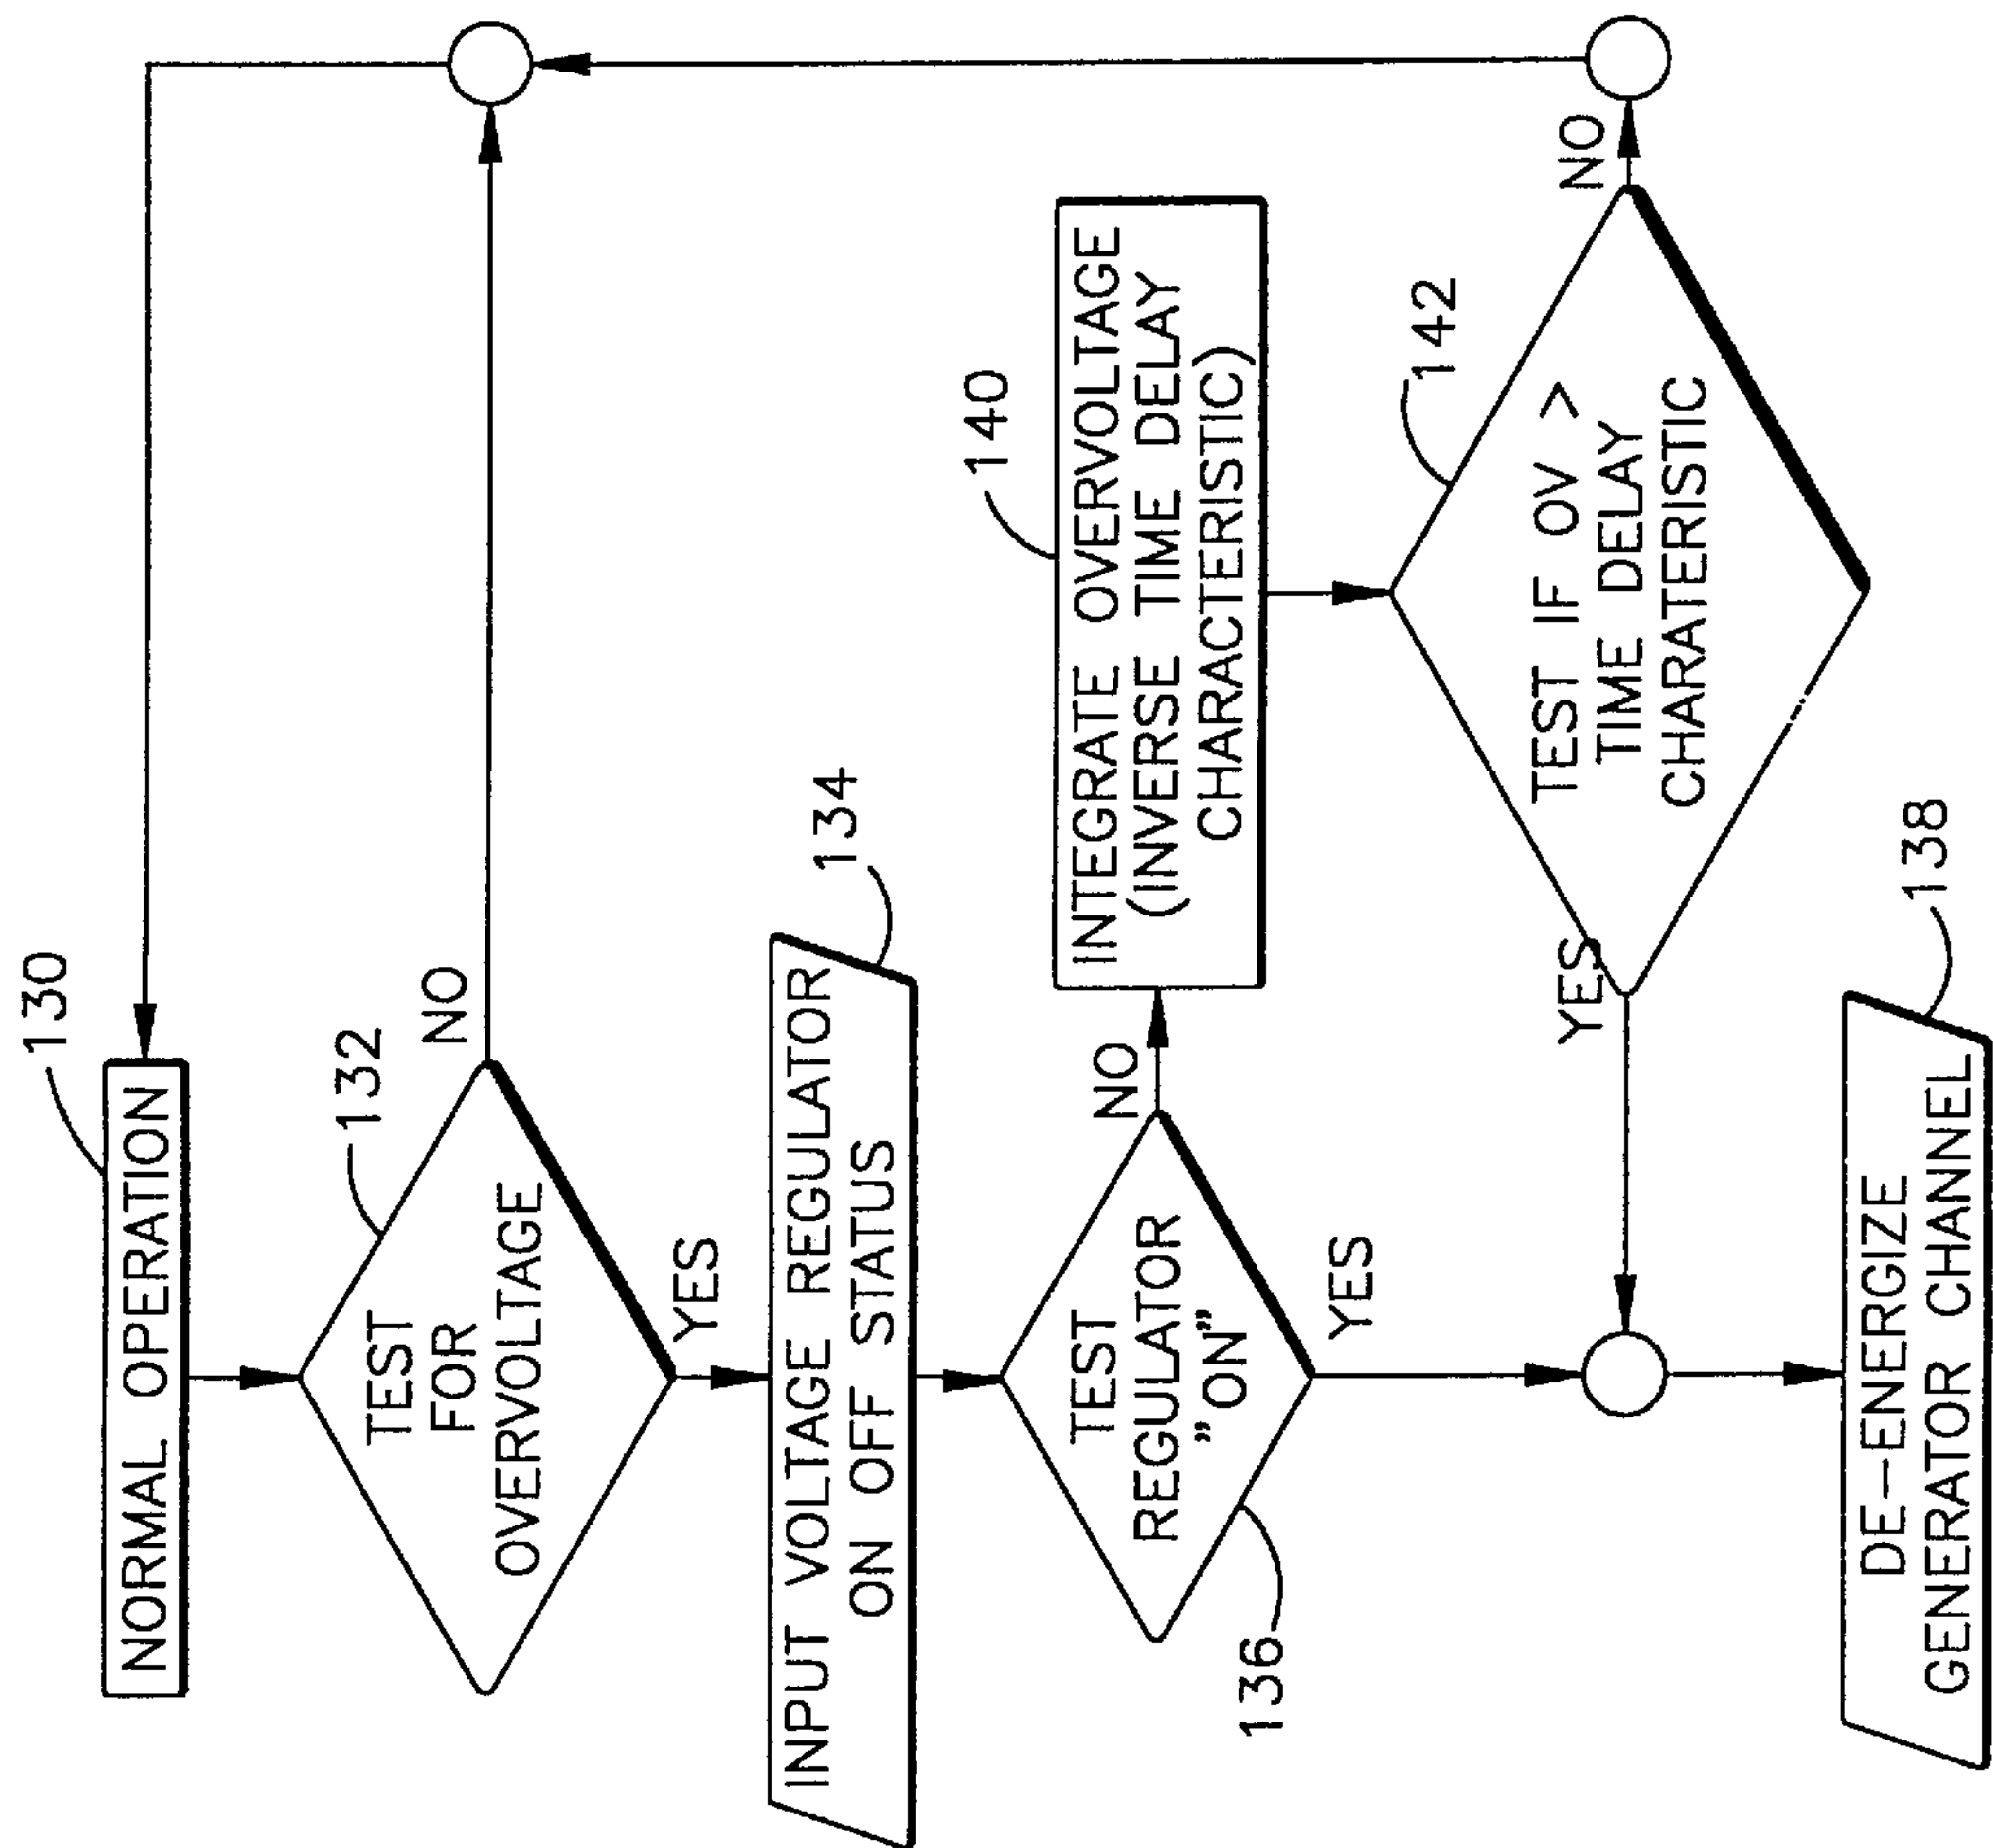 130
NORMAL OPERATION
132
TEST
FOR
OVERVOLTAGE
NO
YES
134
INPUT VOLTAGE REGULATOR
ON OFF STATUS
136
TEST
REGULATOR
"ON"
NO
YES
140
INTEGRATE OVERVOLTAGE
(INVERSE TIME DELAY
CHARACTERISTIC)
142
TEST IF OV >
TIME DELAY
CHARATERISTIC
NO
YES
138
DE-ENERGIZE
GENERATOR CHANNEL